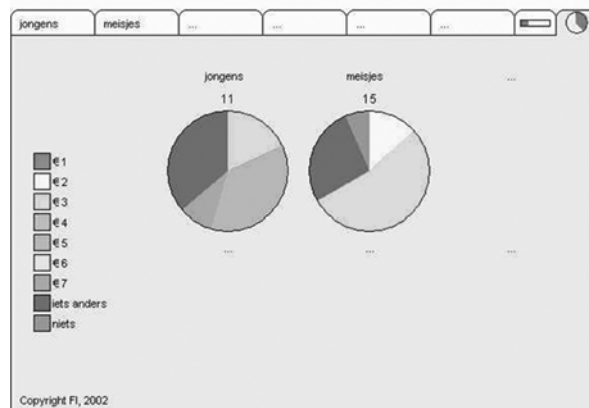 jongens meisjes ... ... ... ...
jongens meisjes ...
11 15
€1
€2
€3
€4
€5
€6
€7
iets anders
niets
... ... ...
Copyright FI, 2002